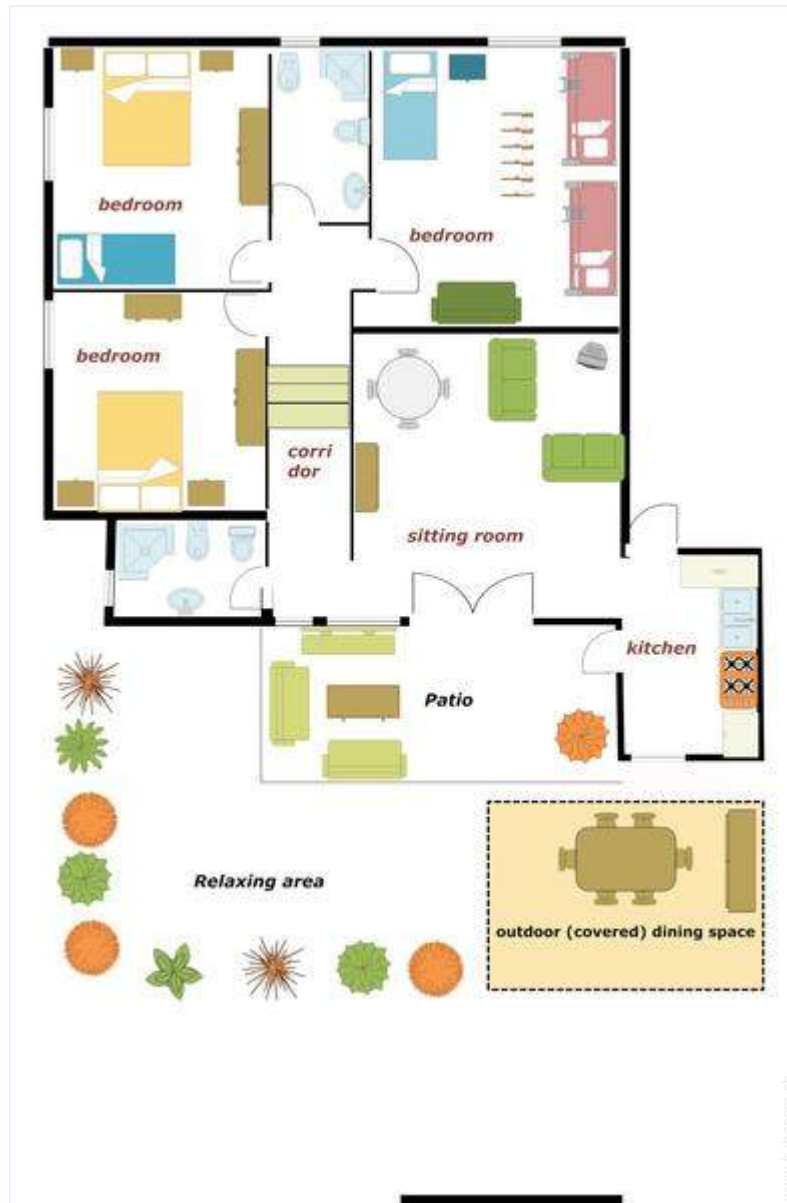 bedroom
bedroom
bedroom
corri
dor
sitting room
kitchen
Patio
Relaxing area
outdoor (covered) dining space